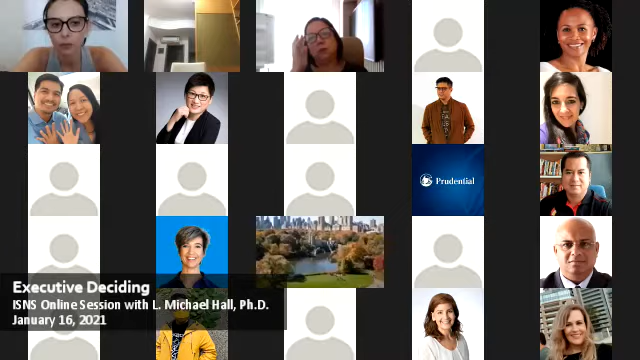 Prudential
Executive Deciding
ISNS Online Session with L. Michael Hall, Ph.D.
January 16, 2021